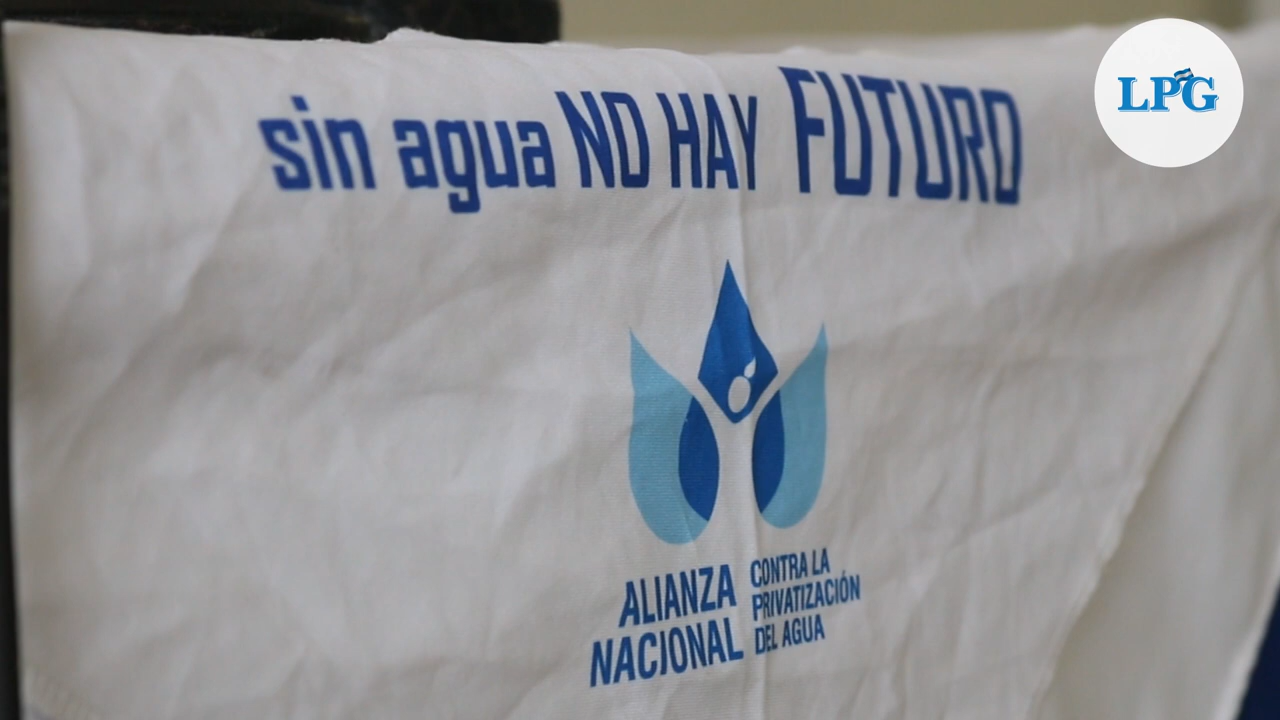 sin agua NO HAY FUTURO
LPG
ALIANZA NACIONAL
CONTRA LA PRIVATIZACIÓN DEL AGUA